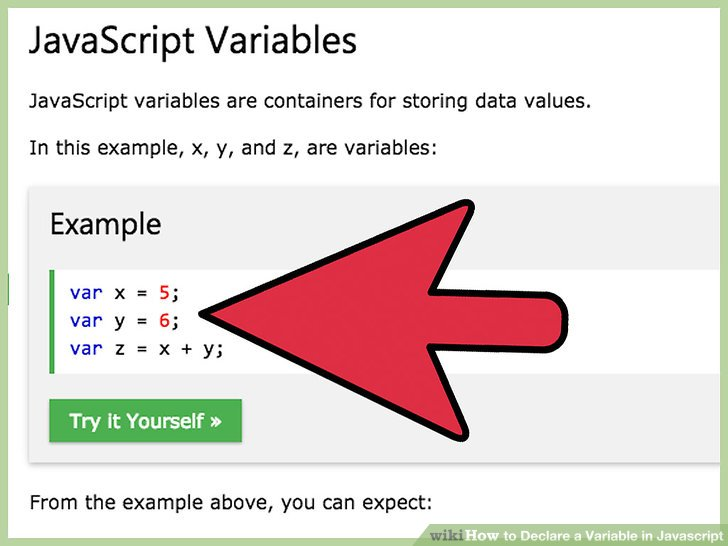 JavaScript Variables
JavaScript variables are containers for storing data values.
In this example, x, y, and z, are variables:
Example
var x = 5;
var y = 6;
var z = x + y;
Try it Yourself »
From the example above, you can expect:
wikiHow to Declare a Variable in Javascript